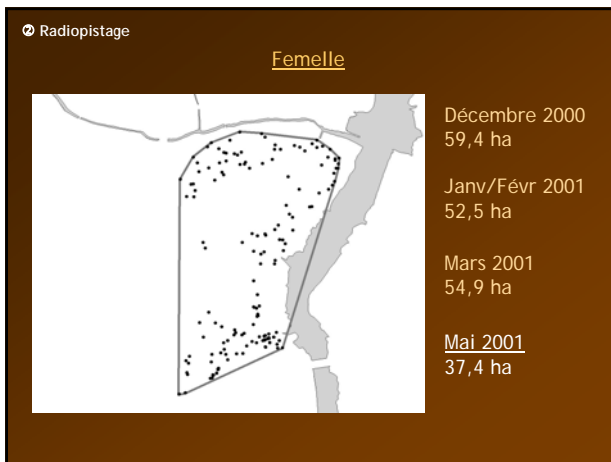 ❷ Radiopistage
Femelle
Décembre 2000
59,4 ha
Janv/Févr 2001
52,5 ha
Mars 2001
54,9 ha
Mai 2001
37,4 ha